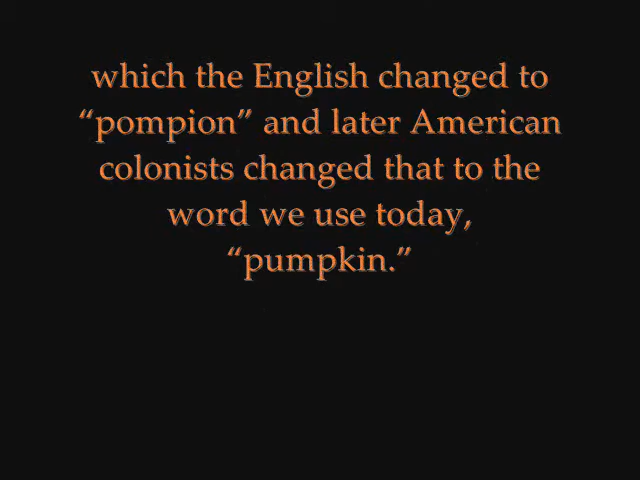 which the English changed to
“pompion” and later American
colonists changed that to the
word we use today,
“pumpkin.”